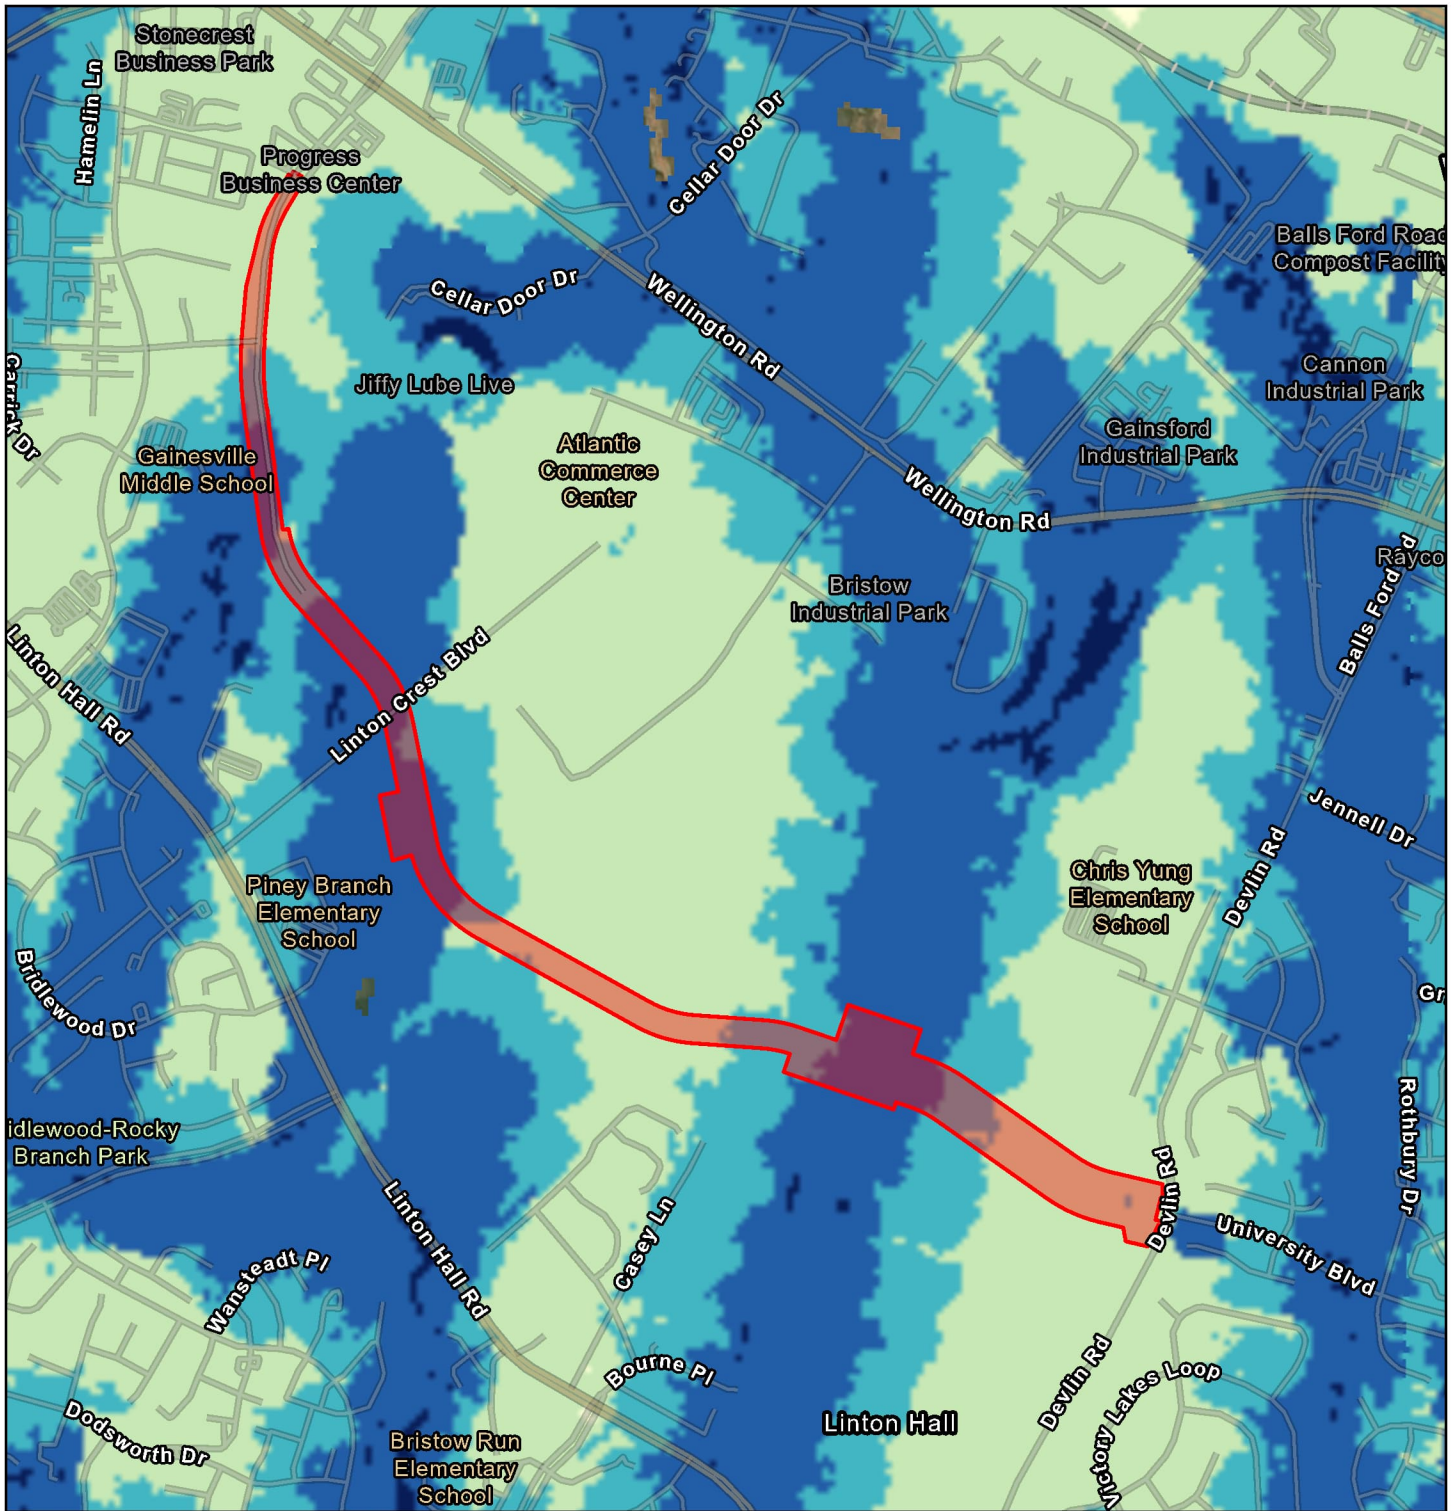 Stonecrest
Business Park
Hamelin Ln
Progress
Business Center
Cellar Door Dr
Balls Ford Road
Compost Facility
Cellar Door Dr
Wellington Rd
Jiffy Lube Live
Cannon
Industrial Park
Carrick Dr
Gainesville
Middle School
Atlantic
Commerce
Center
Gainsford
Industrial Park
Wellington Rd
Rayco
Balls Ford
Bristow
Industrial Park
Linton Hall Rd
Linton Crest Blvd
Jennell Dr
Devlin Rd
Piney Branch
Elementary
School
Chris Yung
Elementary
School
Bridlewood Dr
Gr
idlewood-Rocky
Branch Park
Rothbury Dr
Linton Hall Rd
Casey Ln
Devlin Rd
University Blvd
Wansteadt Pl
Bourne Pl
Devlin Rd
Victory Lakes Loop
Dodsworth Dr
Linton Hall
Bristow Run
Elementary
School